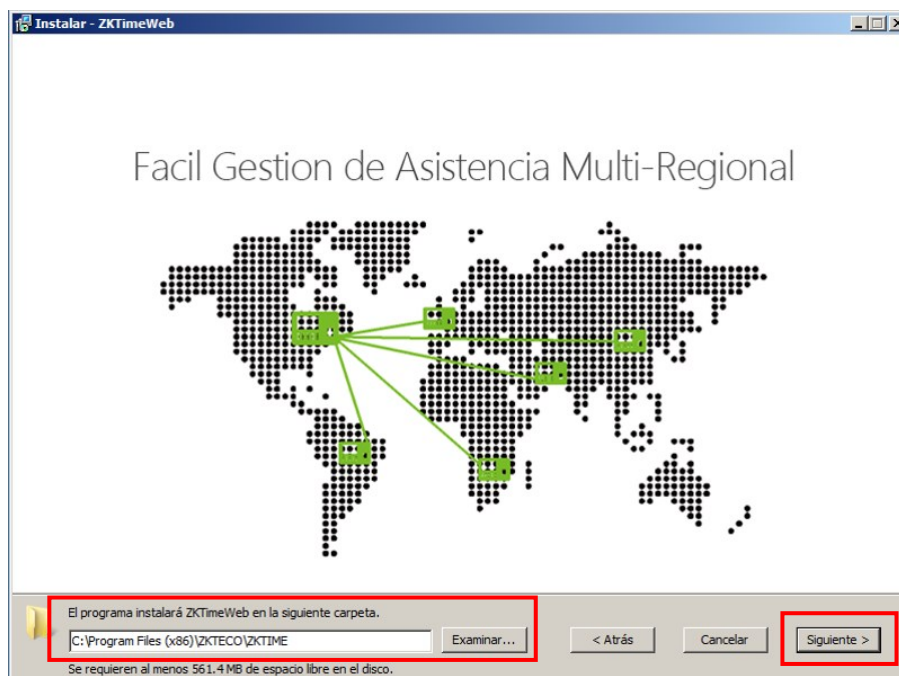 Instalar - ZKTimeWeb
Facil Gestion de Asistencia Multi-Regional
El programa instalará ZKTimeWeb en la siguiente carpeta.
C:\Program Files (x86)\ZKTECO\ZKTIME
Examinar...
< Atrás
Cancelar
Siguiente >
Se requieren al menos 561.4 MB de espacio libre en el disco.